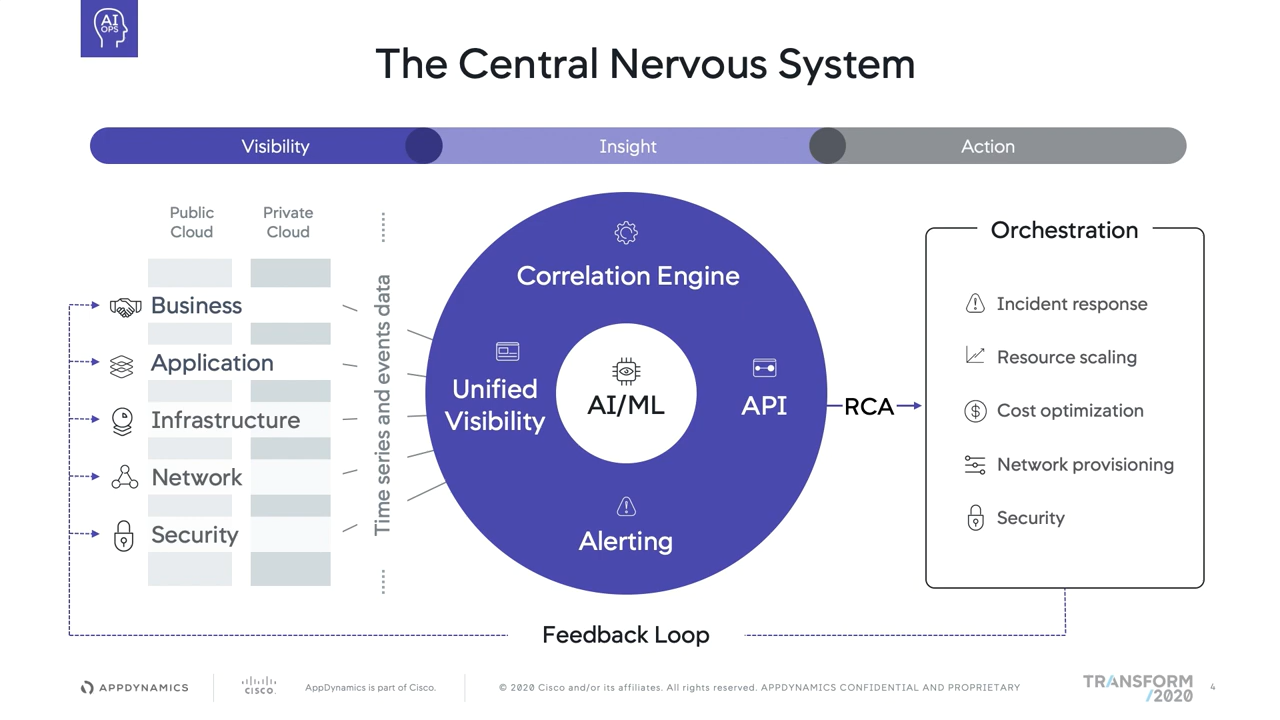 AI
OPS
The Central Nervous System
Visibility
Insight
Action
Public
Cloud
Private
Cloud
Business
Application
Infrastructure
Network
Security
Time series and events data
Correlation Engine
Unified
Visibility
AI/ML
API
Alerting
RCA
Orchestration
Incident response
Resource scaling
Cost optimization
Network provisioning
Security
Feedback Loop
APPDYNAMICS
CISCO.
AppDynamics is part of Cisco.
© 2020 Cisco and/or its affiliates. All rights reserved. APPDYNAMICS CONFIDENTIAL AND PROPRIETARY
TRANSFORM
/2020
4